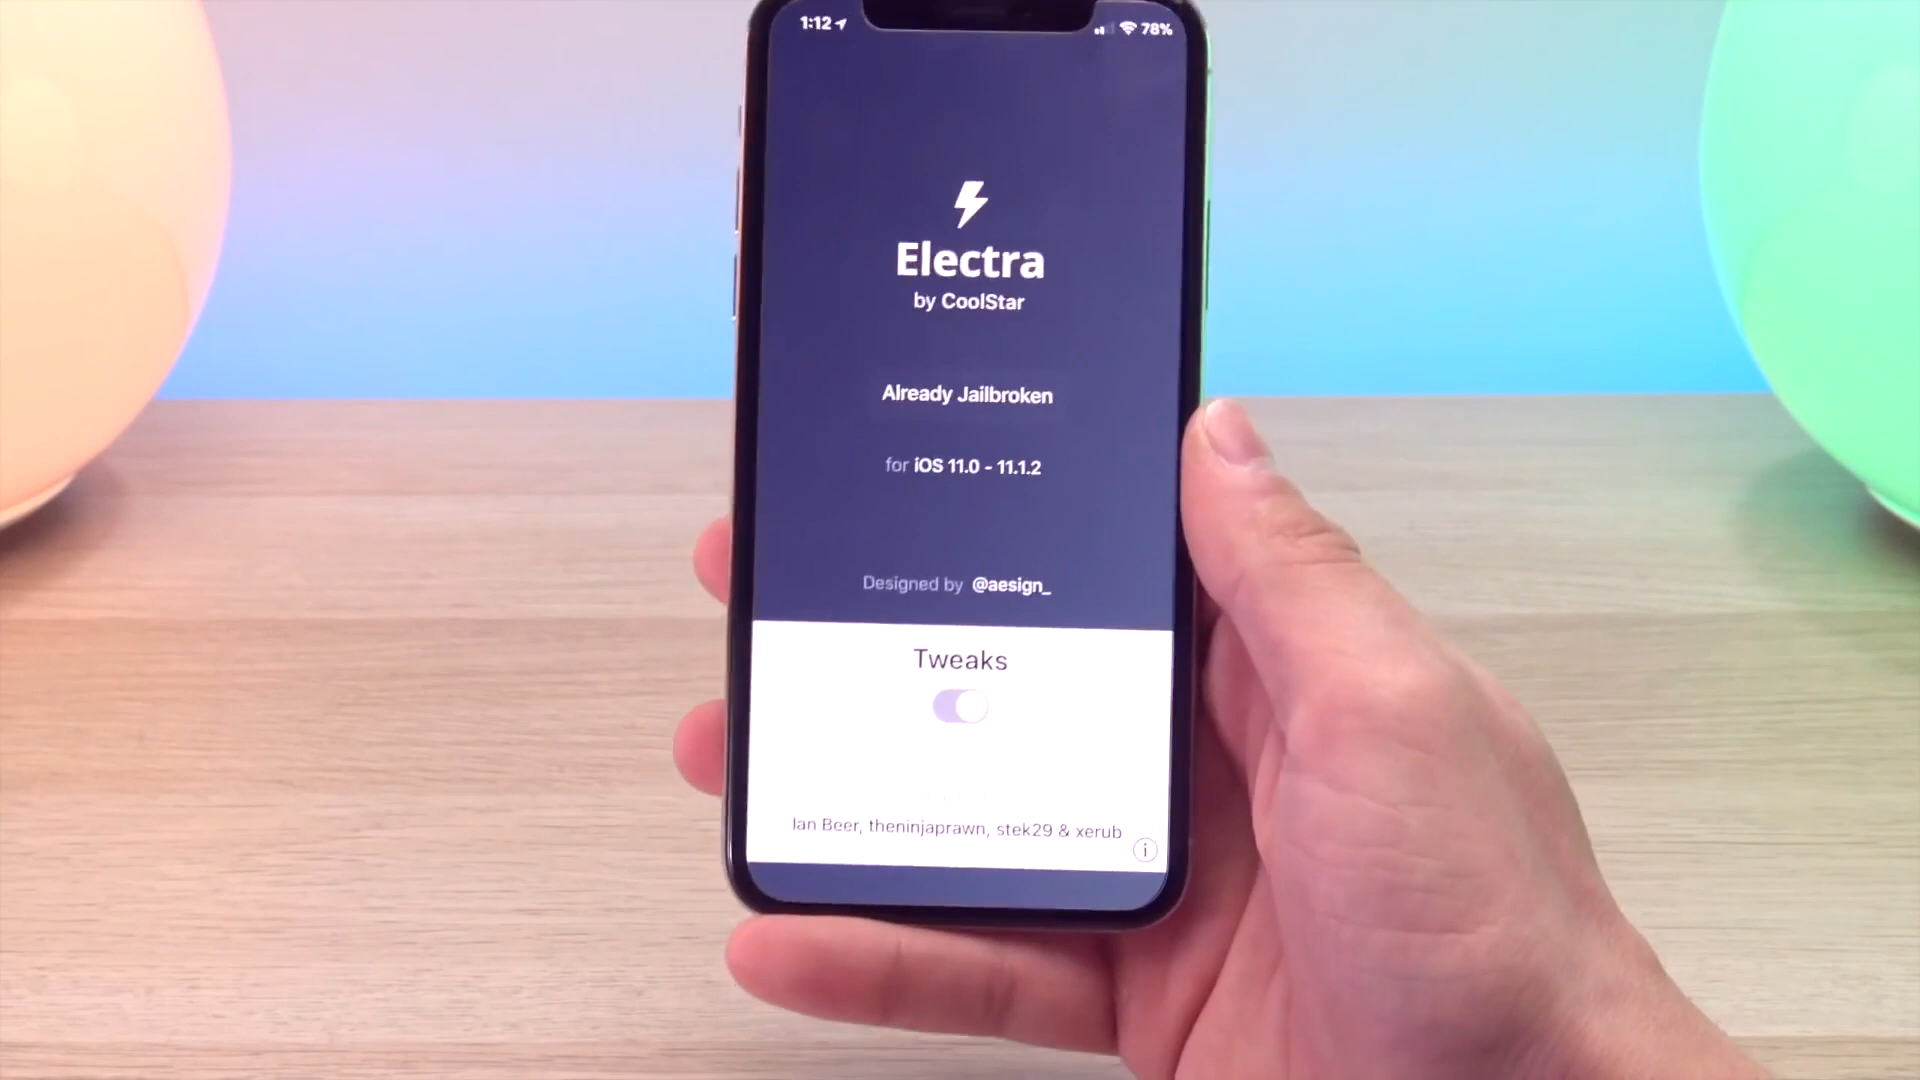 1:12
78%
Electra
by CoolStar
Already Jailbroken
for iOS 11.0 - 11.1.2
Designed by @aesign_
Tweaks
Ian Beer, theninjaprawn, stek29 & xerub
i